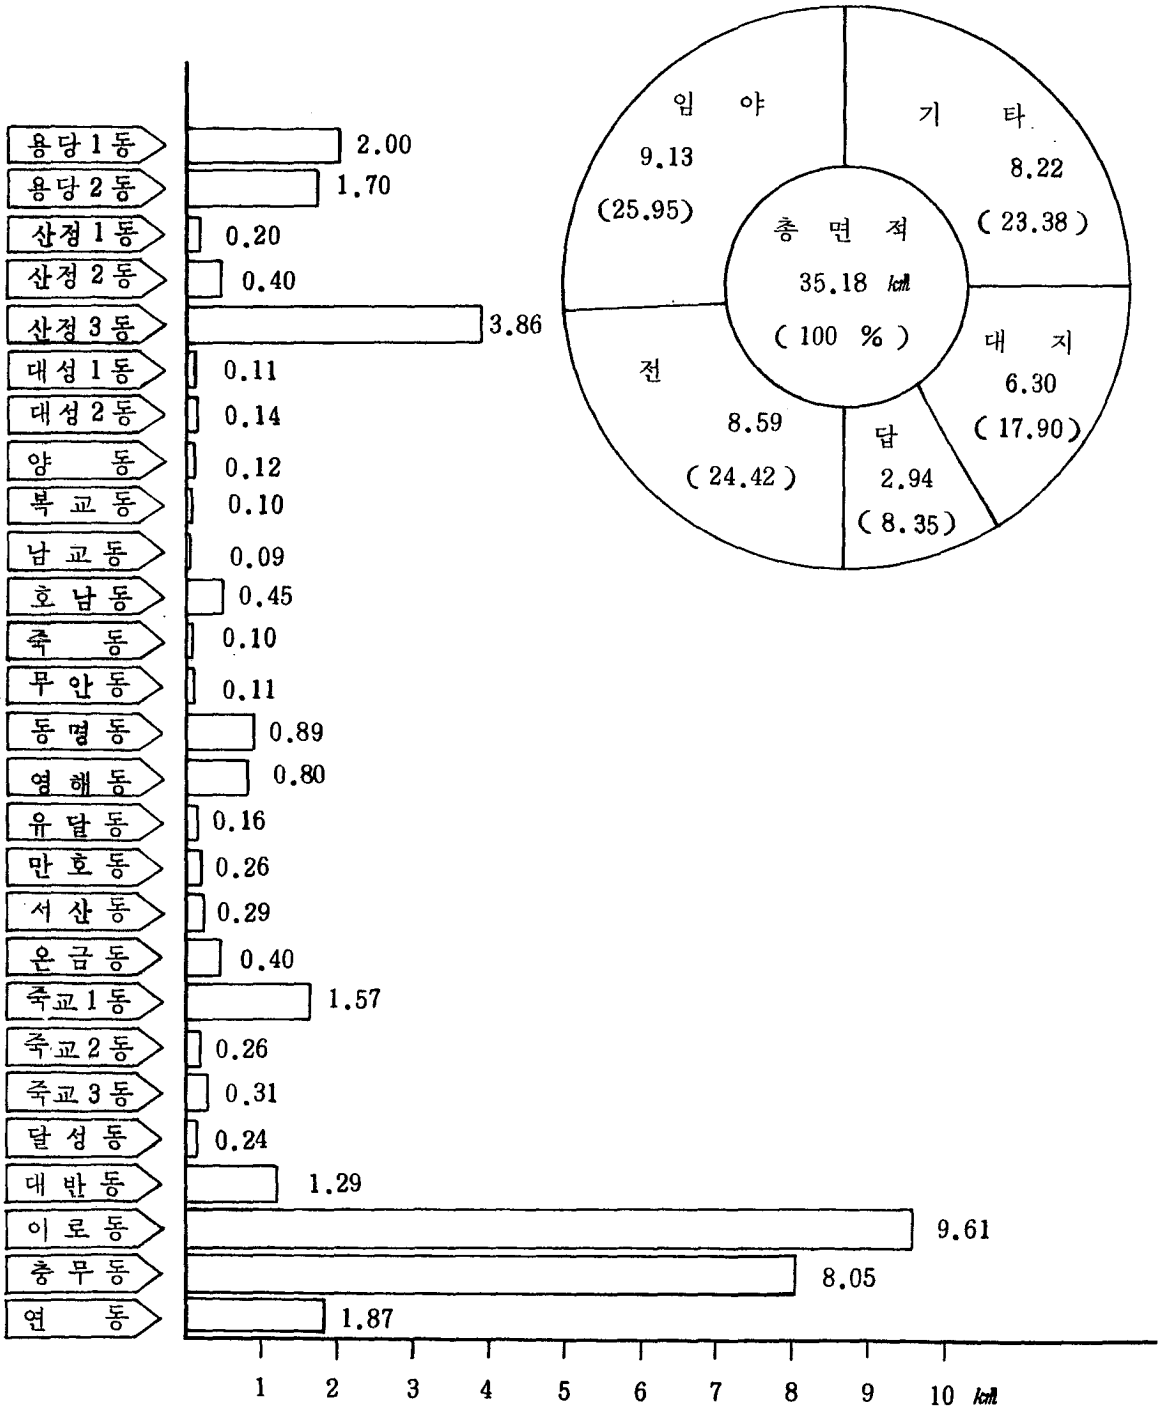 용당1동 2.00
용당2동 1.70
산정1동 0.20
산정2동 0.40
산정3동 3.86
대성1동 0.11
대성2동 0.14
양 동 0.12
복교동 0.10
남교동 0.09
호남동 0.45
죽 동 0.10
무안동 0.11
동명동 0.89
영해동 0.80
유달동 0.16
만호동 0.26
서산동 0.29
온금동 0.40
죽교1동 1.57
죽교2동 0.26
죽교3동 0.31
달성동 0.24
대반동 1.29
이로동 9.61
충무동 8.05
연 동 1.87
1 2 3 4 5 6 7 8 9 10 ㎢
임 야
9.13
(25.95)
기 타
8.22
(23.38)
총 면 적
35.18 ㎢
(100 %)
대 지
6.30
(17.90)
전
8.59
(24.42)
답
2.94
(8.35)